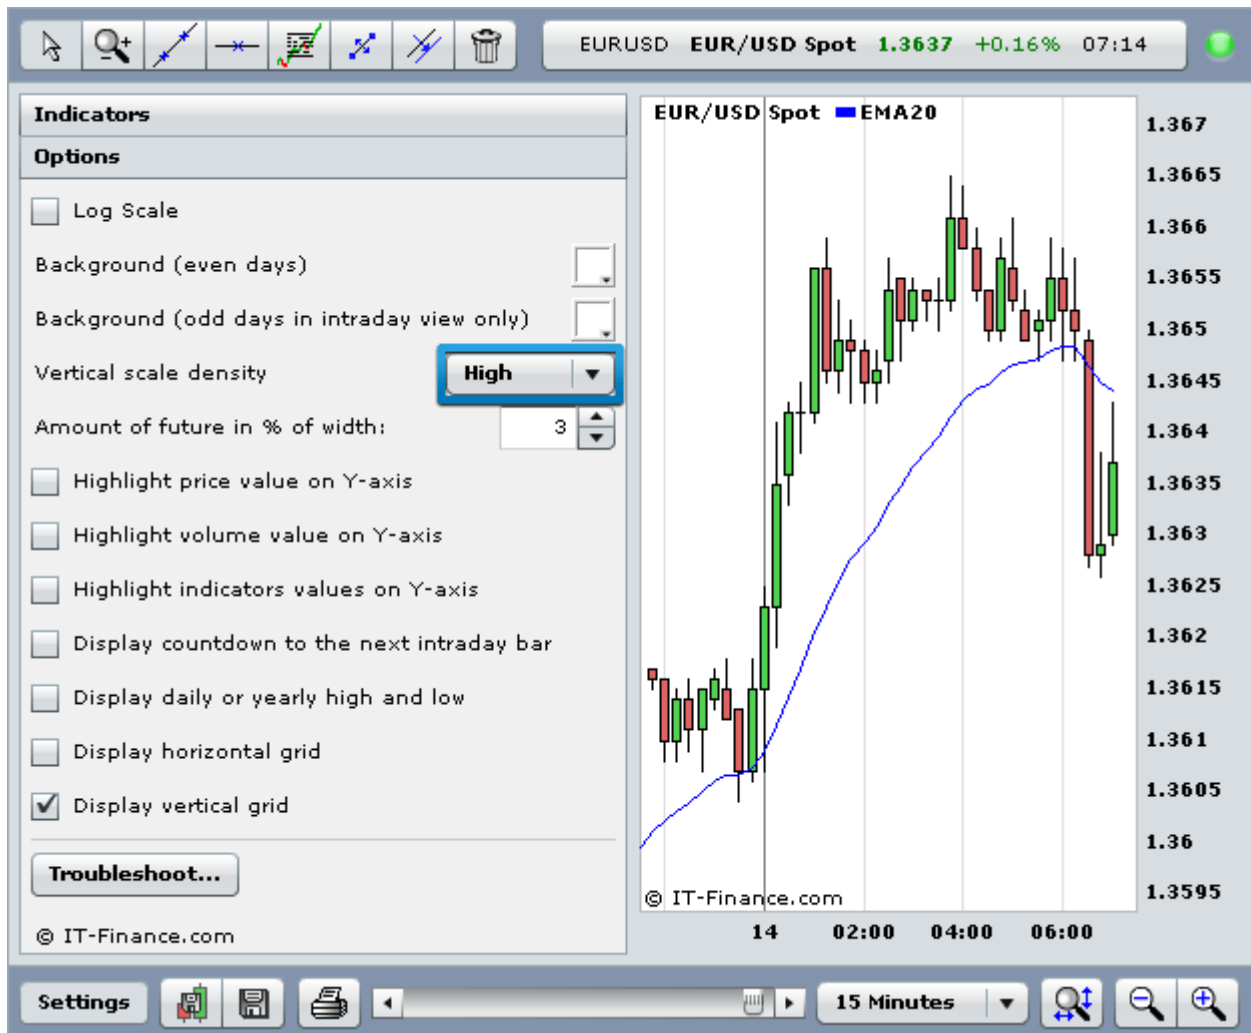 EURUSD EUR/USD Spot 1.3637 +0.16% 07:14
Indicators
Options
Log Scale
Background (even days)
Background (odd days in intraday view only)
Vertical scale density High
Amount of future in % of width: 3
Highlight price value on Y-axis
Highlight volume value on Y-axis
Highlight indicators values on Y-axis
Display countdown to the next intraday bar
Display daily or yearly high and low
Display horizontal grid
Display vertical grid
Troubleshoot...
© IT-Finance.com
EUR/USD Spot EMA20
1.367
1.3665
1.366
1.3655
1.365
1.3645
1.364
1.3635
1.363
1.3625
1.362
1.3615
1.361
1.3605
1.36
1.3595
© IT-Finance.com
14 02:00 04:00 06:00
Settings 15 Minutes